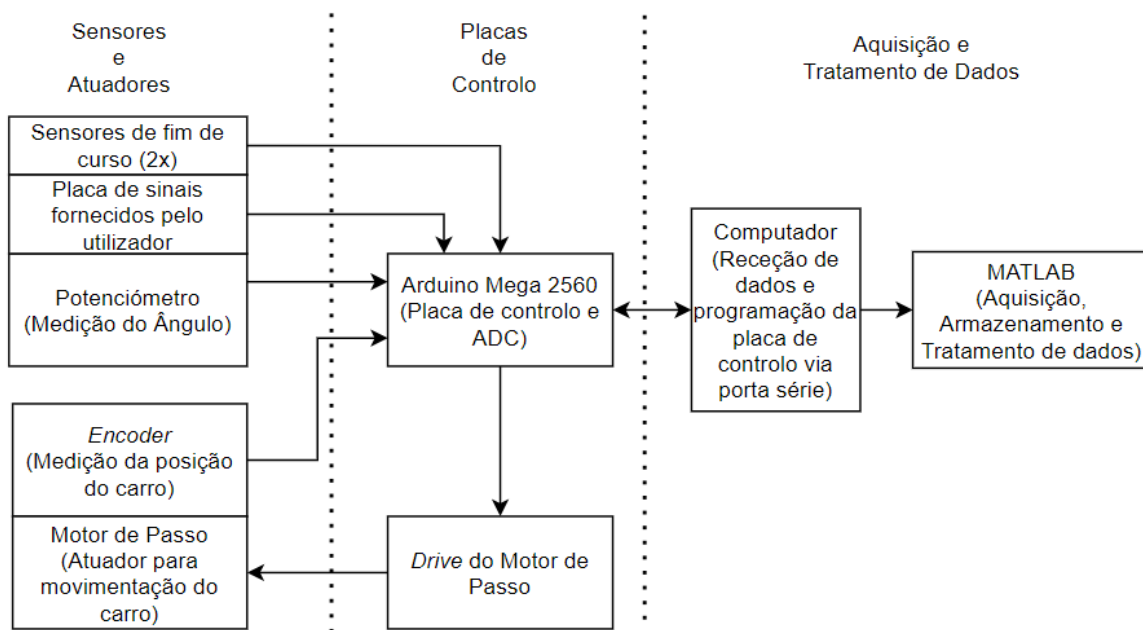 Sensores
e
Atuadores
Placas
de
Controlo
Aquisição e
Tratamento de Dados
Sensores de fim de
curso (2x)
Placa de sinais
fornecidos pelo
utilizador
Potenciómetro
(Medição do Ângulo)
Encoder
(Medição da posição
do carro)
Motor de Passo
(Atuador para
movimentação do
carro)
Arduino Mega 2560
(Placa de controlo e
ADC)
Drive do Motor de
Passo
Computador
(Receção de
dados e
programação da
placa de
controlo via
porta série)
MATLAB
(Aquisição,
Armazenamento e
Tratamento de dados)